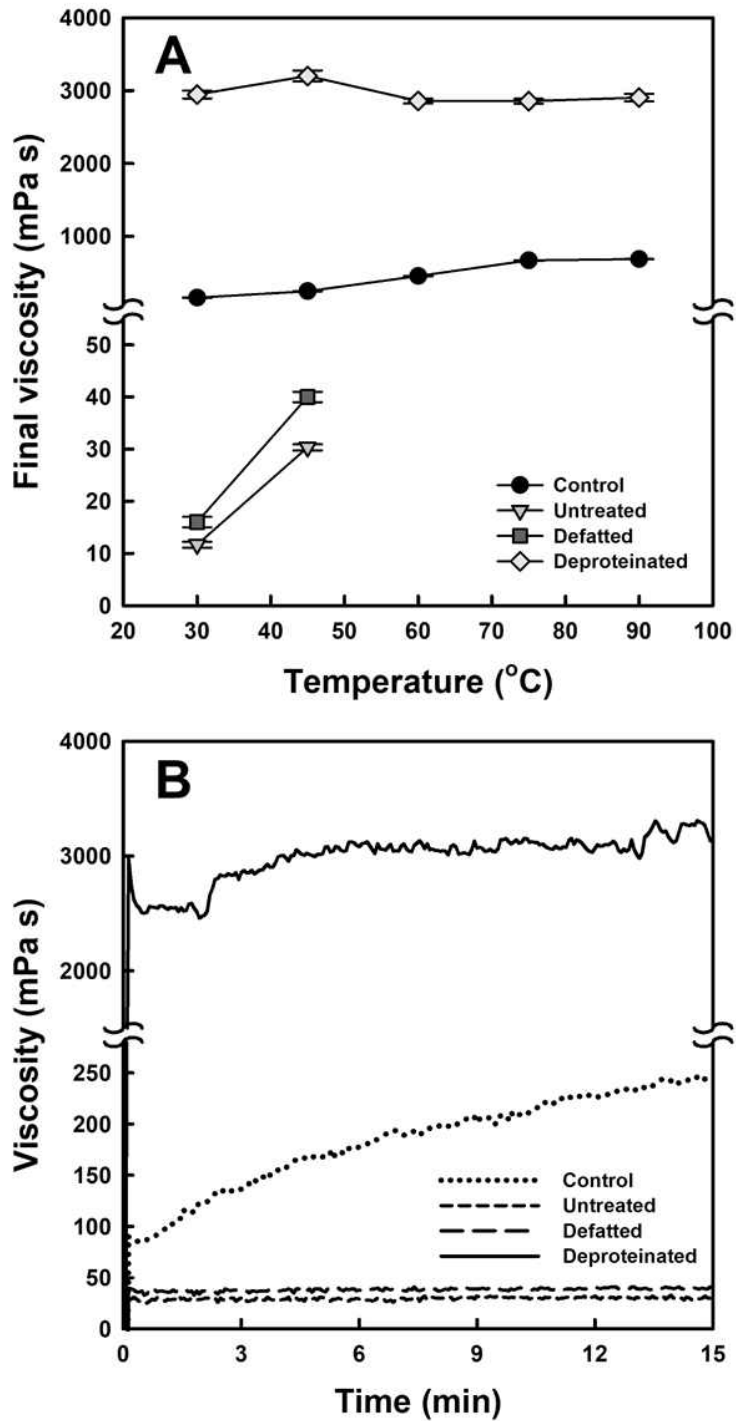 A
Final viscosity (mPa s)
4000
3000
2000
1000
50
40
30
20
10
0
Control
Untreated
Defatted
Deproteinated
20 30 40 50 60 70 80 90 100
Temperature (°C)
B
Viscosity (mPa s)
4000
3000
2000
250
200
150
100
50
0
Control
Untreated
Defatted
Deproteinated
0 3 6 9 12 15
Time (min)